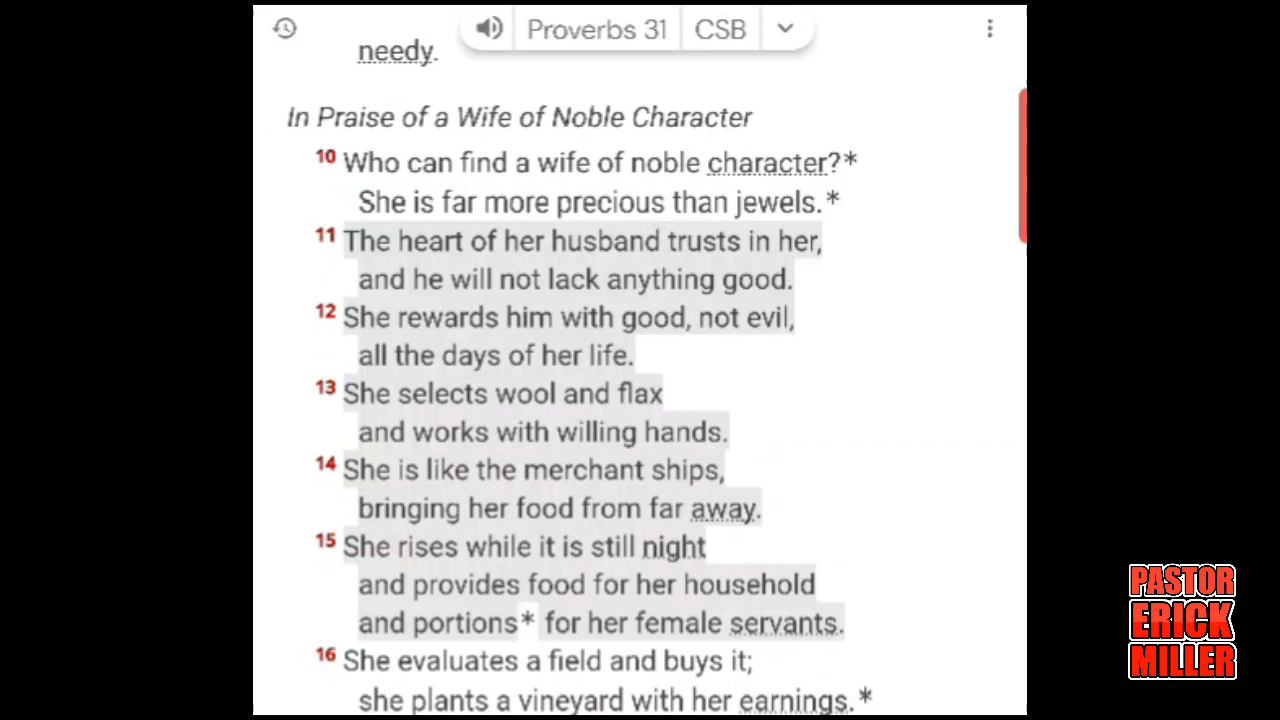 Proverbs 31 CSB
needy.
In Praise of a Wife of Noble Character
10 Who can find a wife of noble character?*
She is far more precious than jewels.*
11 The heart of her husband trusts in her,
and he will not lack anything good.
12 She rewards him with good, not evil,
all the days of her life.
13 She selects wool and flax
and works with willing hands.
14 She is like the merchant ships,
bringing her food from far away.
15 She rises while it is still night
and provides food for her household
and portions* for her female servants.
16 She evaluates a field and buys it;
she plants a vineyard with her earnings.*
PASTOR
ERICK
MILLER